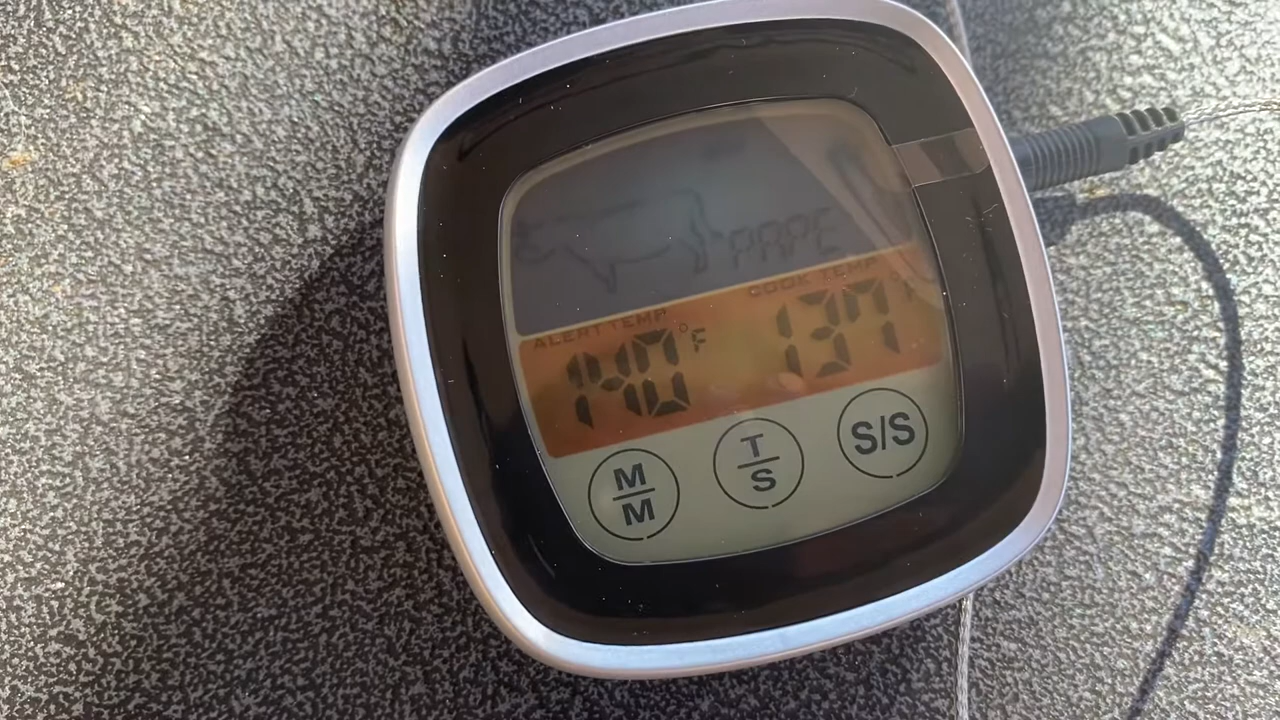 RARE
ALERT TEMP
COOK TEMP
140 °F
137 °F
M
M
T
S
S/S